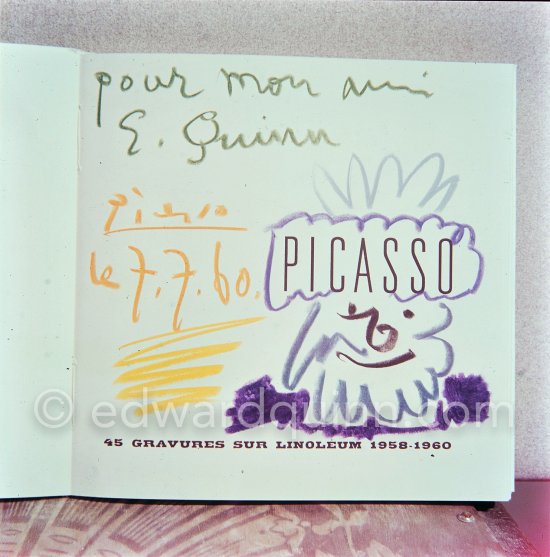 pour mon ami
E. Quinn
Picasso
le 7.7.60.
PICASSO
45 GRAVURES SUR LINOLEUM 1958-1960
© edwardquinn.com